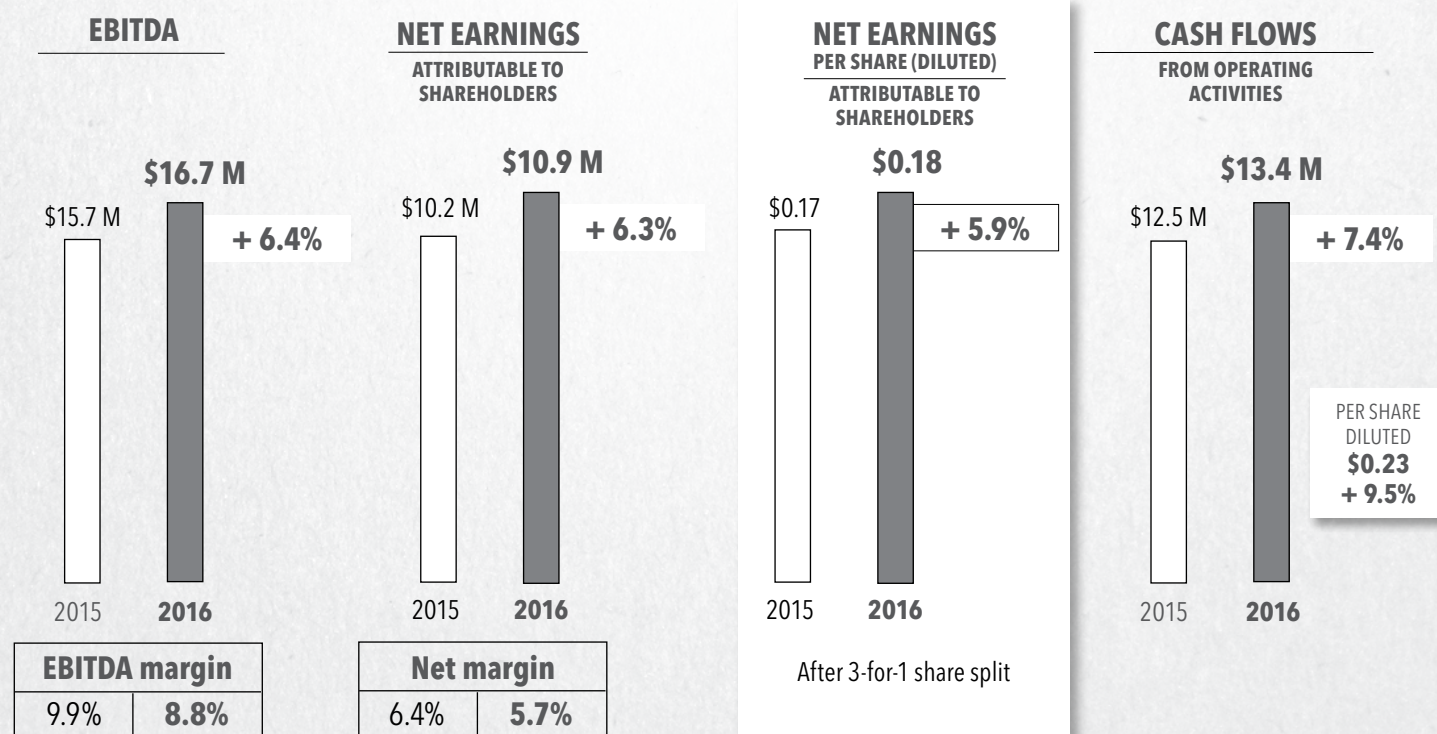 EBITDA
$16.7 M
$15.7 M
+ 6.4%
2015
2016
EBITDA margin
9.9%
8.8%
NET EARNINGS
ATTRIBUTABLE TO
SHAREHOLDERS
$10.9 M
$10.2 M
+ 6.3%
2015
2016
Net margin
6.4%
5.7%
NET EARNINGS
PER SHARE (DILUTED)
ATTRIBUTABLE TO
SHAREHOLDERS
$0.18
$0.17
+ 5.9%
2015
2016
After 3-for-1 share split
CASH FLOWS
FROM OPERATING
ACTIVITIES
$13.4 M
$12.5 M
+ 7.4%
PER SHARE
DILUTED
$0.23
+ 9.5%
2015
2016